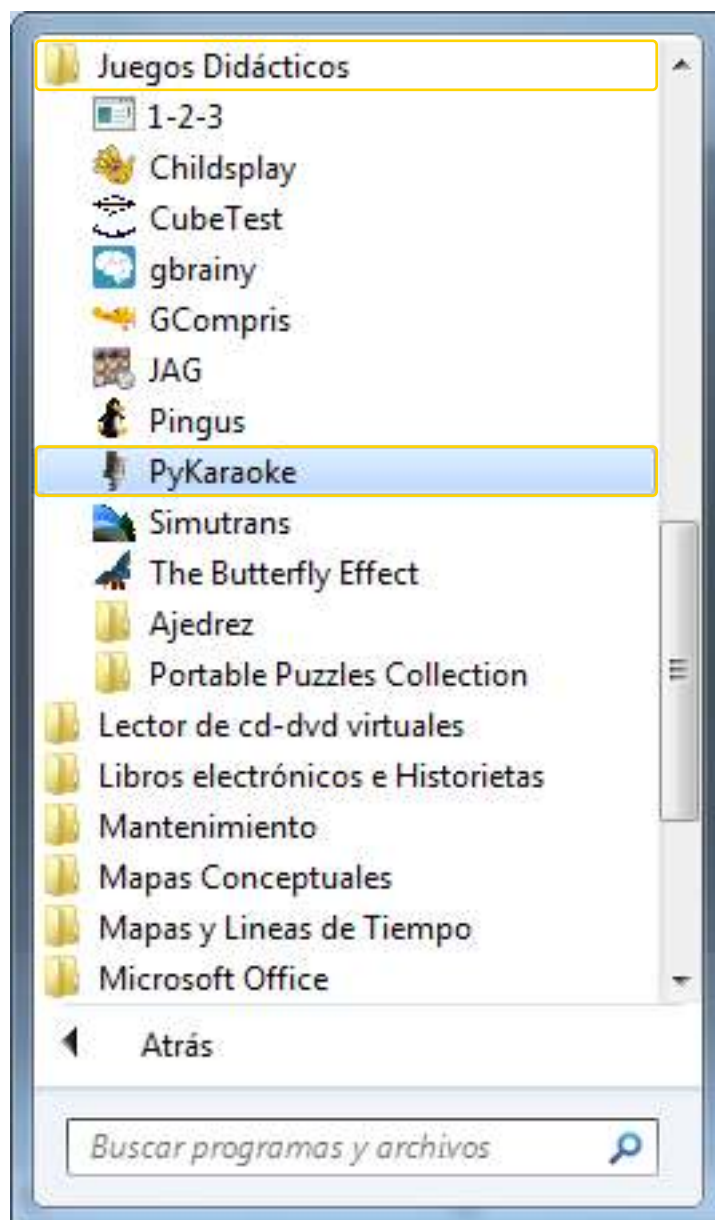 Juegos Didácticos
1-2-3
Childsplay
CubeTest
gbrainy
GCompris
JAG
Pingus
PyKaraoke
Simutrans
The Butterfly Effect
Ajedrez
Portable Puzzles Collection
Lector de cd-dvd virtuales
Libros electrónicos e Historietas
Mantenimiento
Mapas Conceptuales
Mapas y Lineas de Tiempo
Microsoft Office
Atrás
Buscar programas y archivos